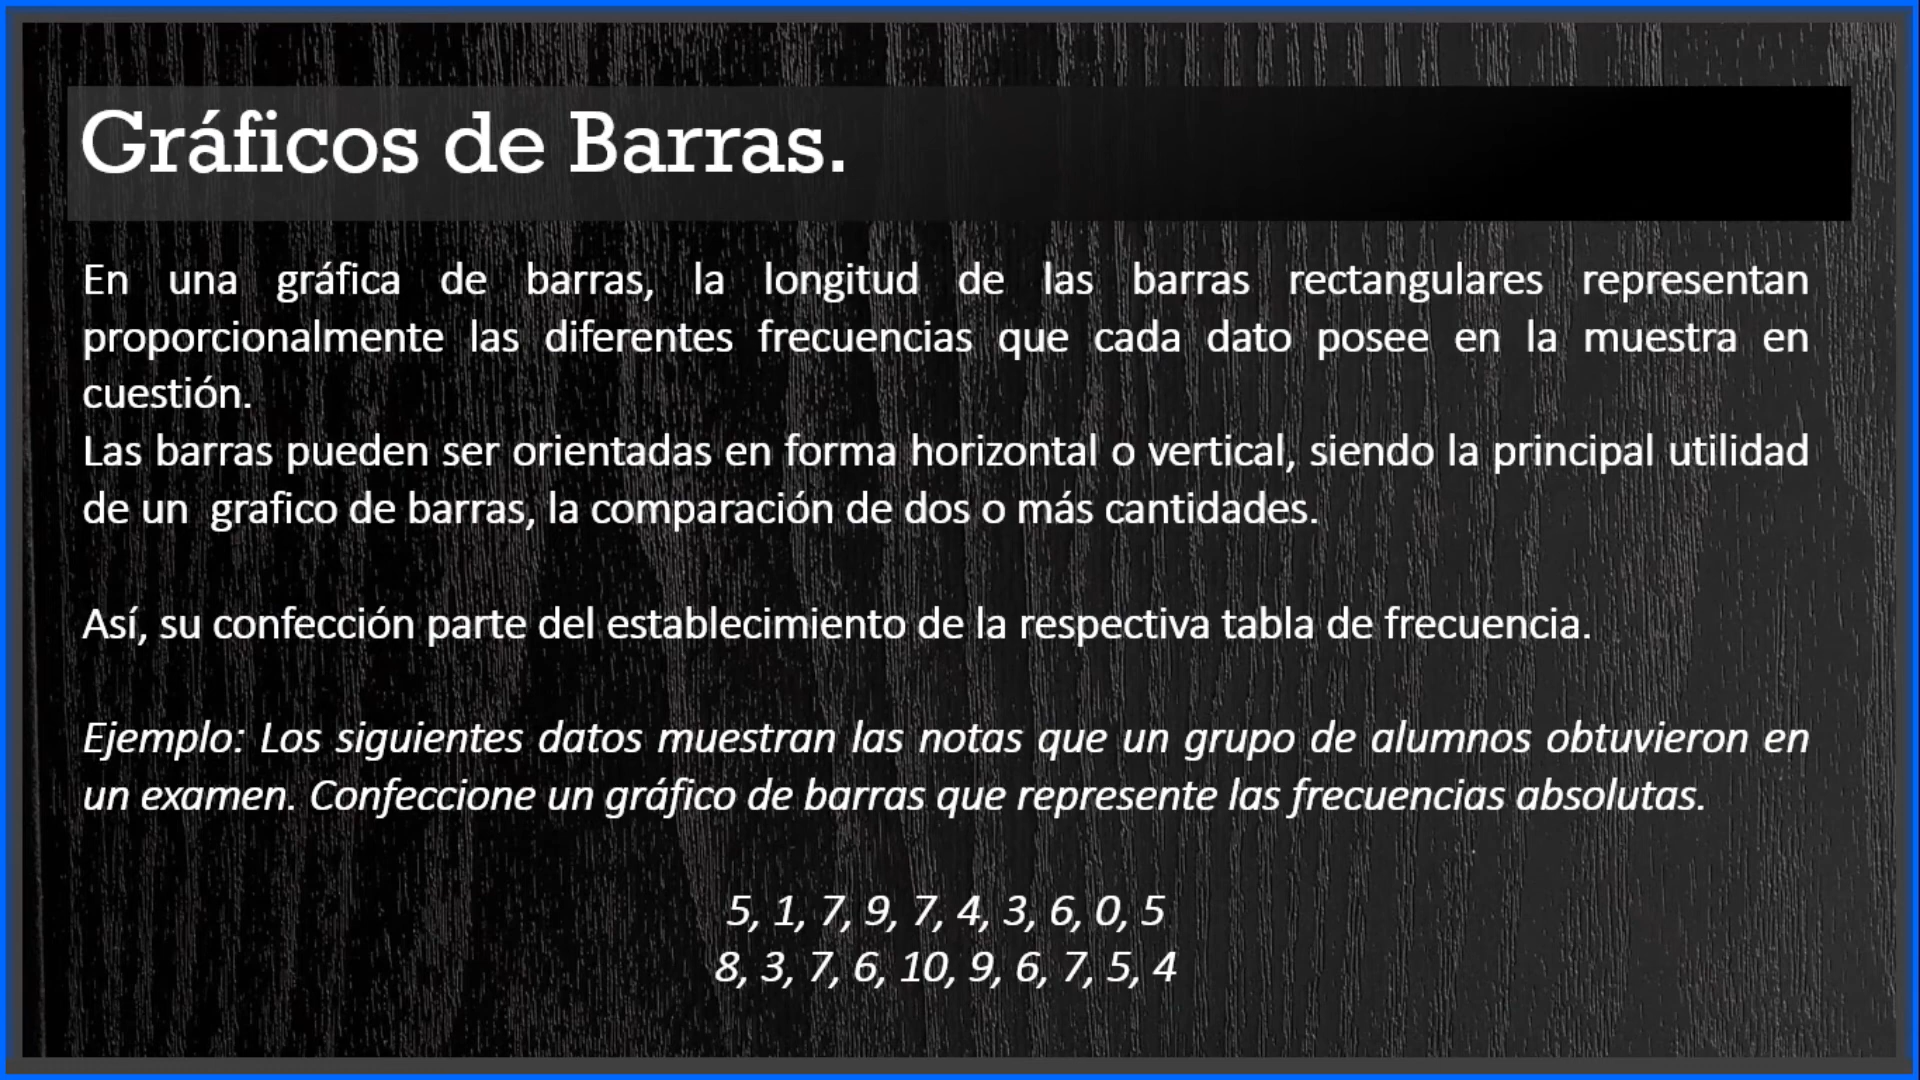 Gráficos de Barras.
En una gráfica de barras, la longitud de las barras rectangulares representan
proporcionalmente las diferentes frecuencias que cada dato posee en la muestra en
cuestión.
Las barras pueden ser orientadas en forma horizontal o vertical, siendo la principal utilidad
de un grafico de barras, la comparación de dos o más cantidades.
Así, su confección parte del establecimiento de la respectiva tabla de frecuencia.
Ejemplo: Los siguientes datos muestran las notas que un grupo de alumnos obtuvieron en
un examen. Confeccione un gráfico de barras que represente las frecuencias absolutas.
5, 1, 7, 9, 7, 4, 3, 6, 0, 5
8, 3, 7, 6, 10, 9, 6, 7, 5, 4